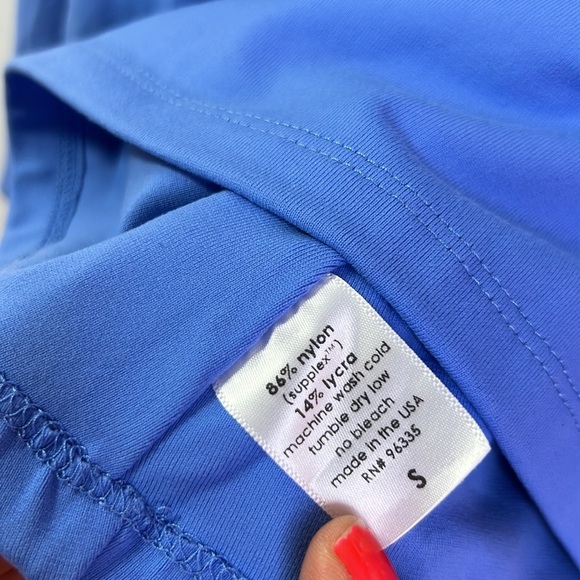 86% nylon
(supplex™)
14% lycra
machine wash cold
tumble dry low
no bleach
made in the USA
RN# 96335
S